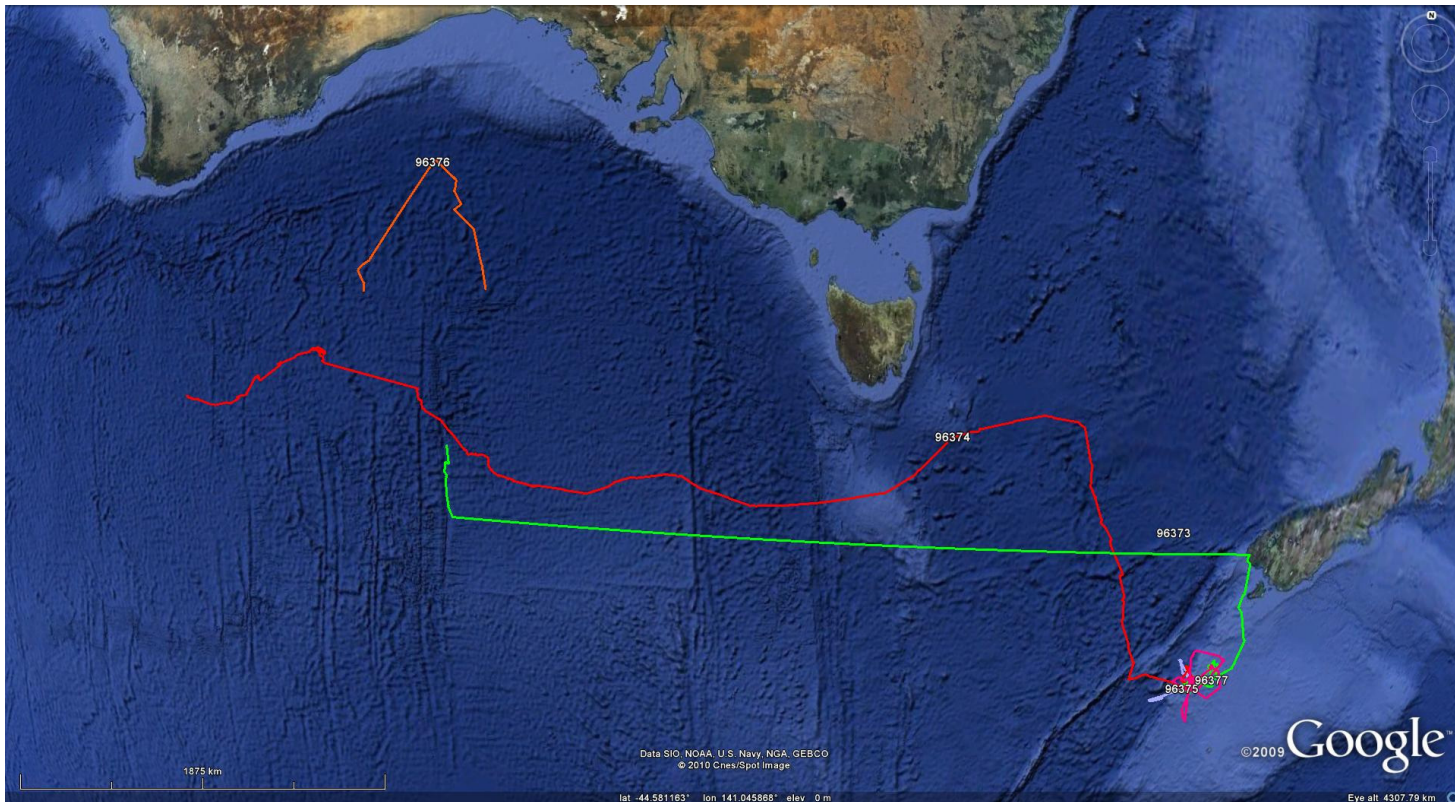 N
96376
96374
96373
96377
96375
Data SIO, NOAA, U.S. Navy, NGA, GEBCO
© 2010 Cnes/Spot Image
©2009 Google™
1875 km
lat -44.581163° lon 141.045868° elev 0 m
Eye alt 4307.79 km